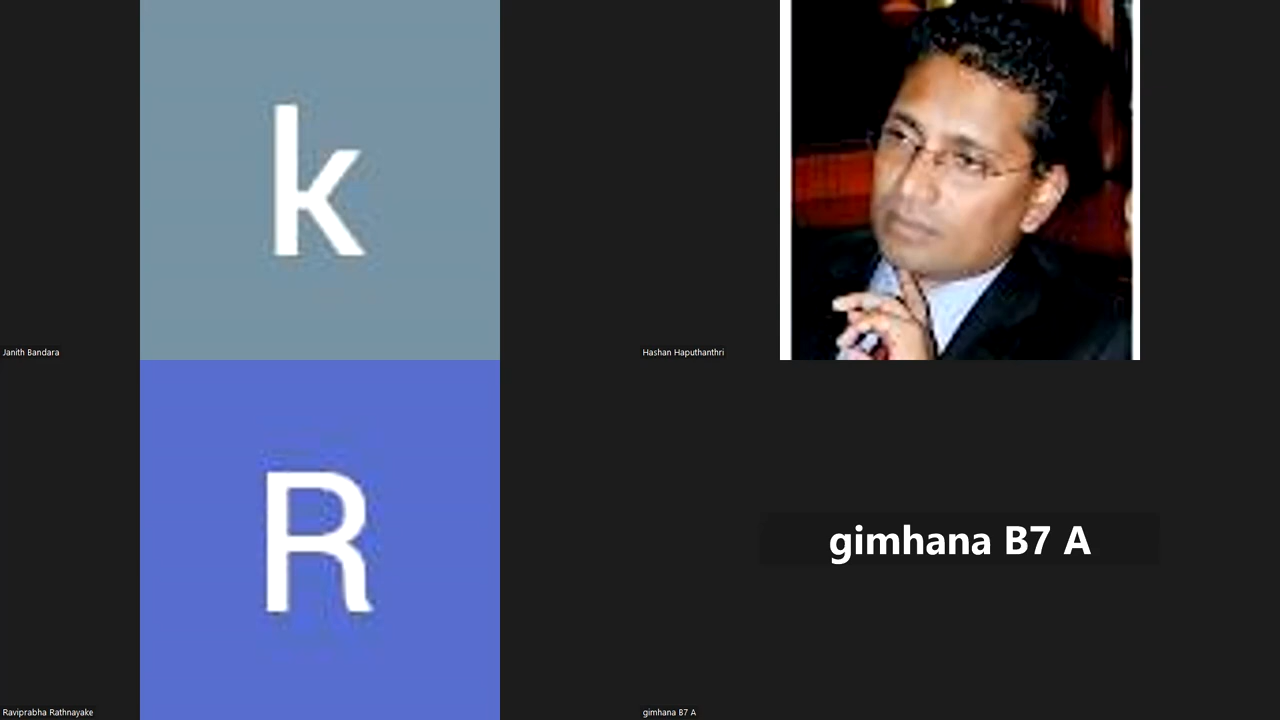 k
Janith Bandara
Hashan Haputhanthri
R
gimhana B7 A
Raviprabha Rathnayake
gimhana B7 A